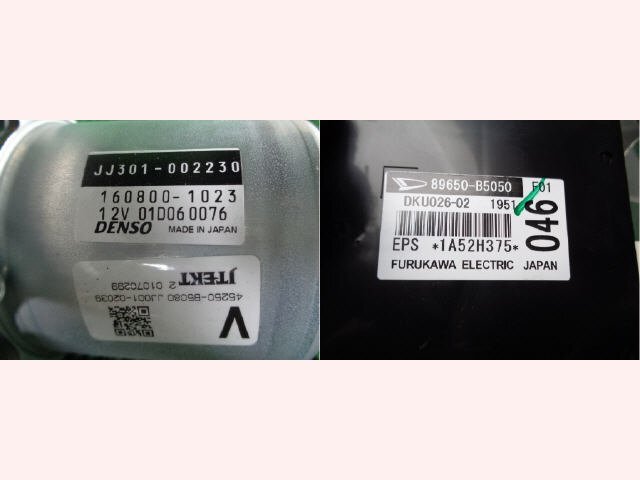 JJ301-002230
160800-1023
12V 01D060076
DENSO MADE IN JAPAN
V
JTEKT
2 01070299
45250-B5080 JJ001-02039
89650-B5050 F01
DKU026-02 1951
046
EPS *1A52H375*
FURUKAWA ELECTRIC JAPAN